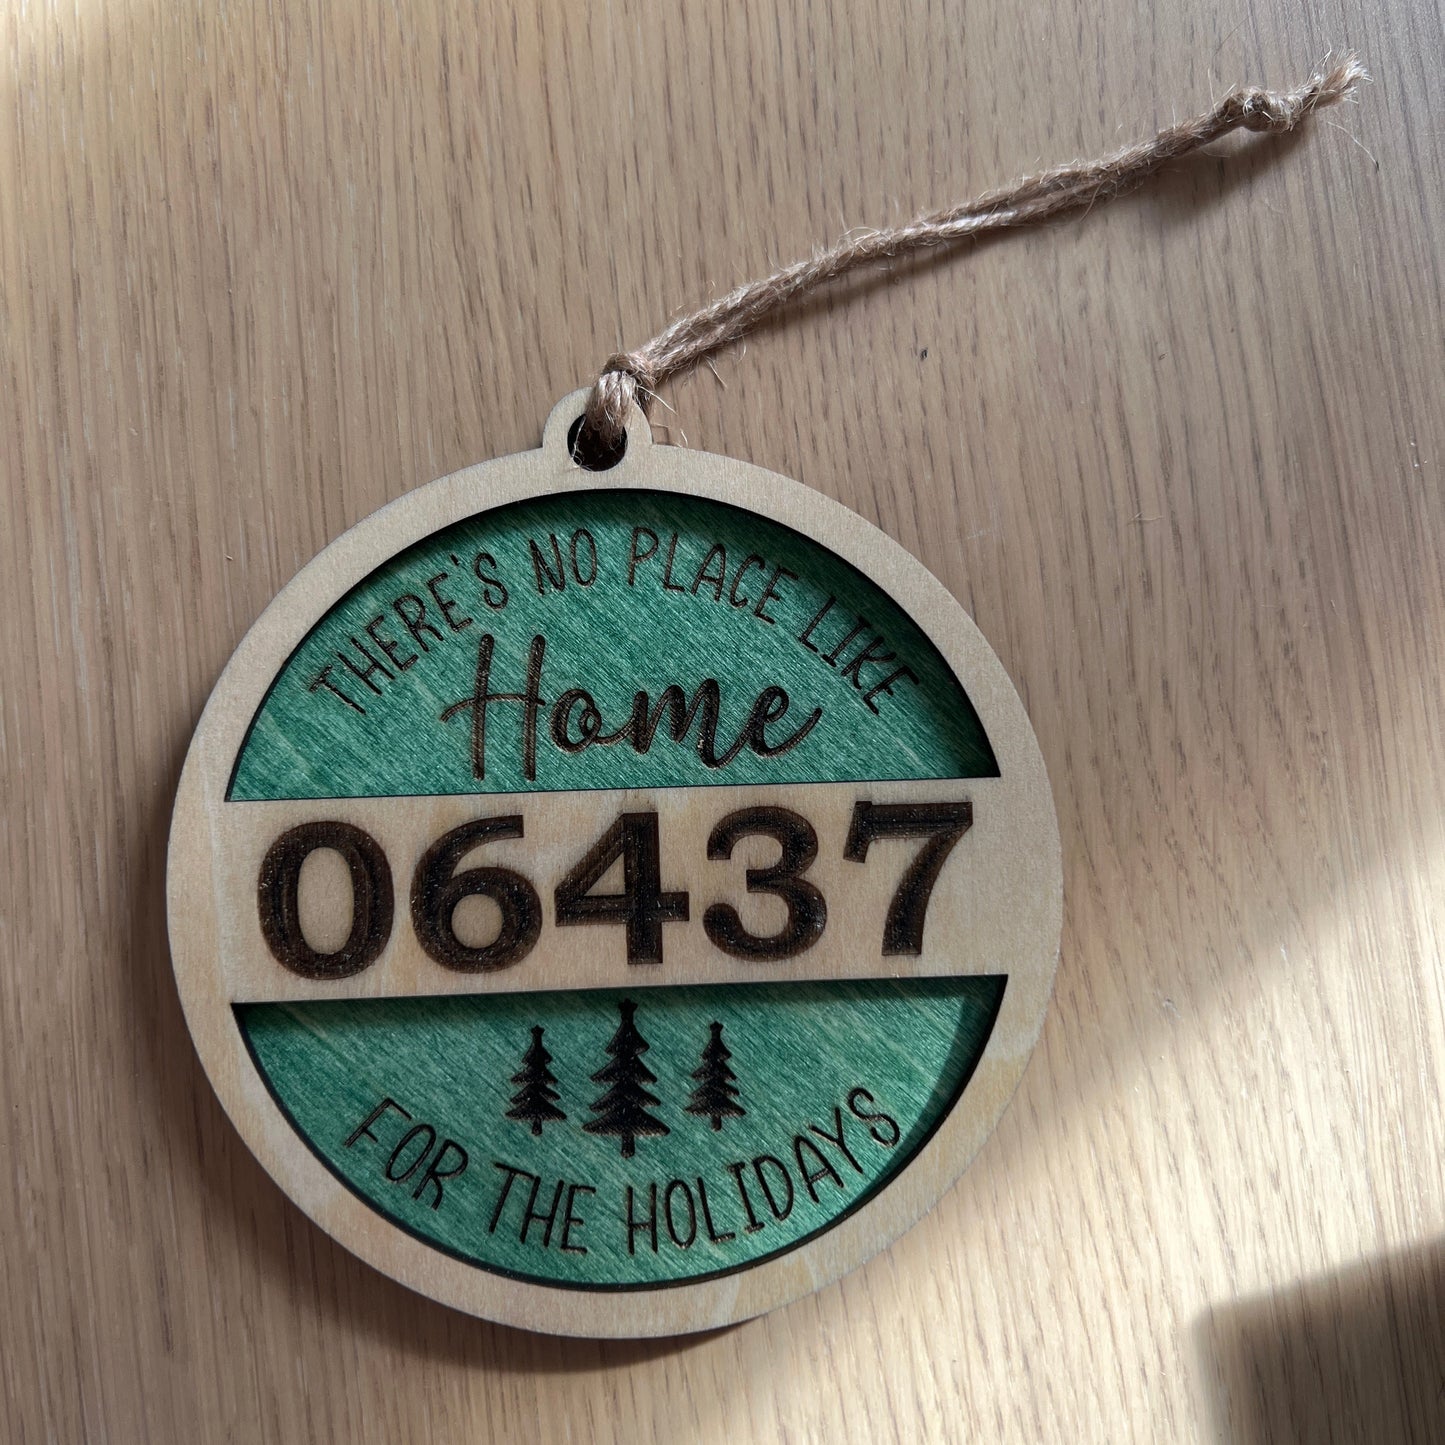 THERE'S NO PLACE LIKE
Home
06437
FOR THE HOLIDAYS